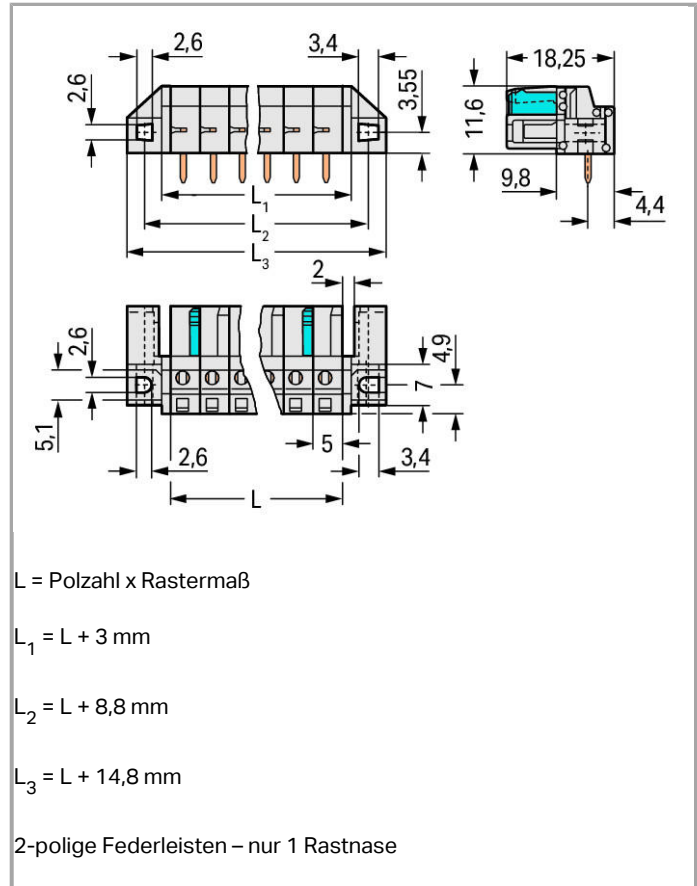 2,6
3,4
18,25
2,6
3,55
11,6
9,8
4,4
L₁
L₂
L₃
2
2,6
4,9
7
5,1
2,6
5
3,4
L
L = Polzahl x Rastermaß
L₁ = L + 3 mm
L₂ = L + 8,8 mm
L₃ = L + 14,8 mm
2-polige Federleisten – nur 1 Rastnase